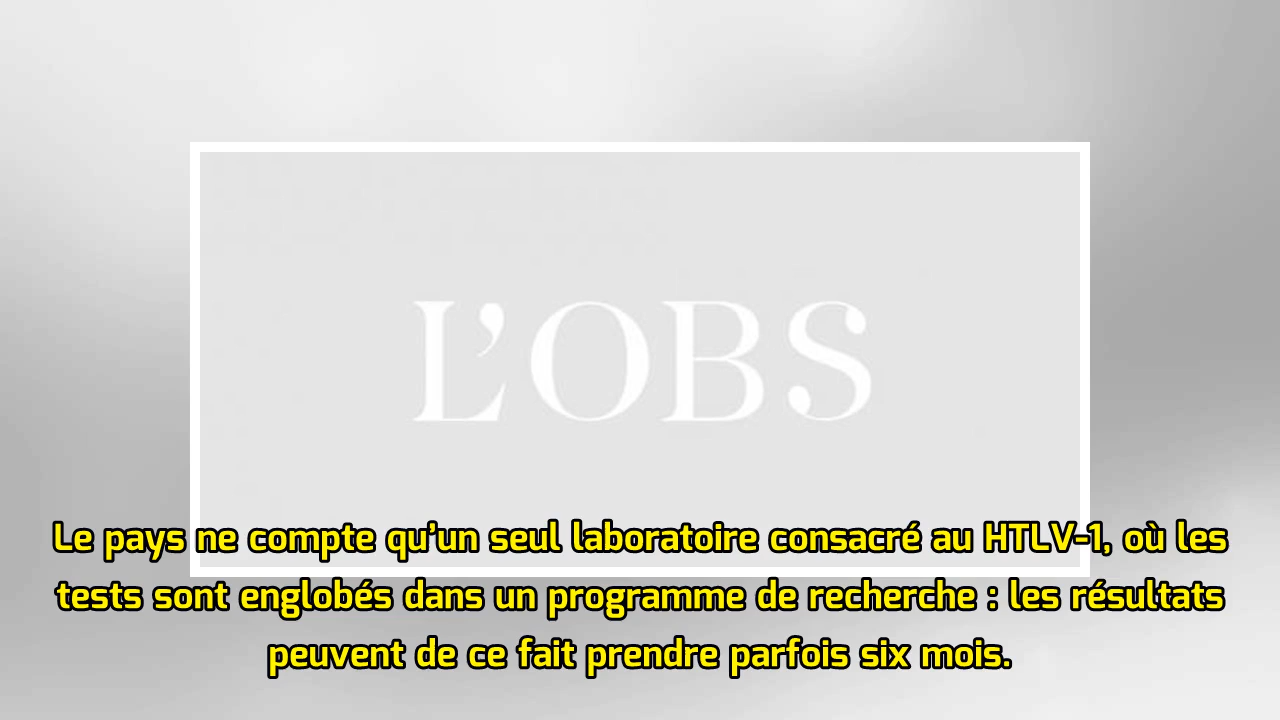 L'OBS
Le pays ne compte qu’un seul laboratoire consacré au HTLV-1, où les
tests sont englobés dans un programme de recherche : les résultats
peuvent de ce fait prendre parfois six mois.